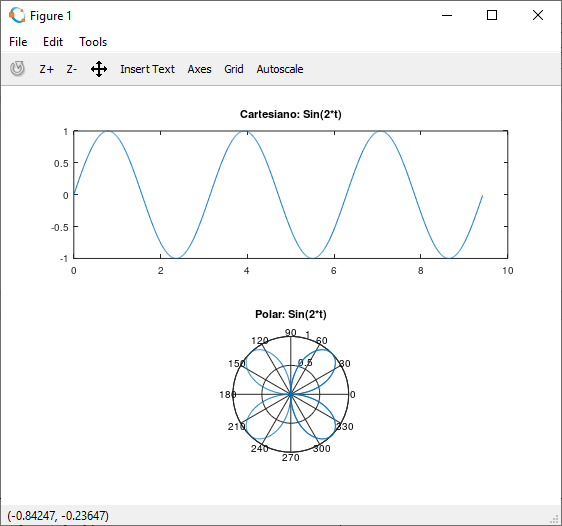 Figure 1
File Edit Tools
Z+ Z- Insert Text Axes Grid Autoscale
Cartesiano: Sin(2*t)
1
0.5
0
-0.5
-1
0 2 4 6 8 10
Polar: Sin(2*t)
90 1
120 60
150 0.5 30
180 0
210 330
240 300
270
(-0.84247, -0.23647)